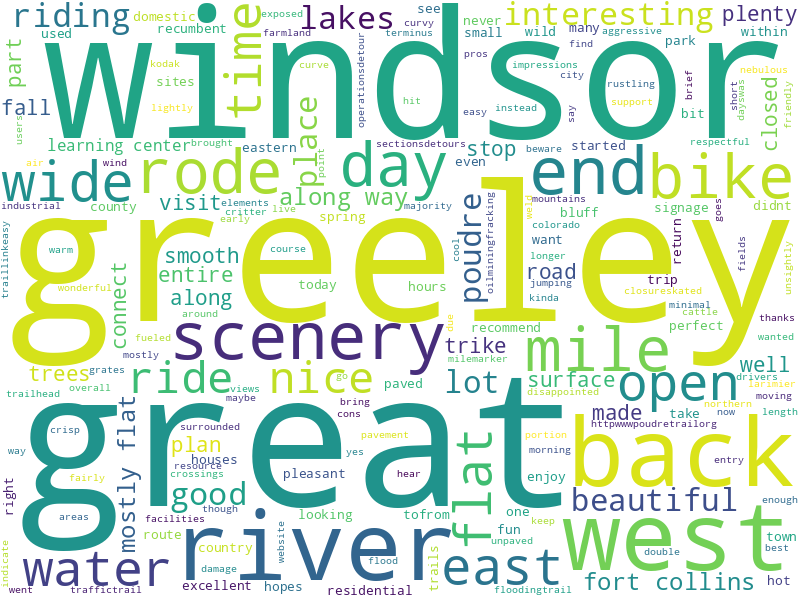 riding
domestic
recumbent
used
lakes
see
curvy
never
exposed
farmland
terminus
small
pros
wild
aggressive
many
find
interesting
impressions
park
city
plenty
within
nebulous
friendly
windsor
time
part
fall
kodak
sites
lightly
users
curve
operationsdetour
hit
easy
instead
say
rustling
support
brief
short
dayswas
bit
closed
respectful
learning center
brought
eastern
place
point
sectionsdetours
stop
even
beware
started
wide
rode
day
end
bike
air
wind
industrial
county
visit
elements
critter
early
live
along way
majority
spring
poudre
cool
oilminingfracking
mountains
bluff
colorado
signage
weld
return
goes
didnt
fields
unsightly
traillinkeasy
warm
wonderful
connect
smooth
entire
along
course
today
hours
around
greeley
want
longer
road
jumping
kinda
trip
closureskated
minimal
cattle
perfect
thanks
wanted
fueled
mostly
scenery
due
recommend
milemarker
trike
mile
trees
grates
trailhead
overall
ride
nice
views
maybe
go
paved
bring
cons
lot
surface
disappointed
open
well
drivers
larimier
northern
moving
now
length
take
made
httpwwwpoudretrailorg
way
crisp
mostly flat
surrounded
plan
houses
resource
crossings
pleasant
yes
pavement
hear
great
flat
portion
morning
back
entry
enough
right
fairly
areas
good
though
facilities
route
looking
tofrom
enjoy
one
fun
unpaved
keep
beautiful
west
town
best
double
indicate
went
water
traffictrail
country
damage
river
excellent
website
hopes
flood
residential
trails
east
floodingtrail
fort collins
hot